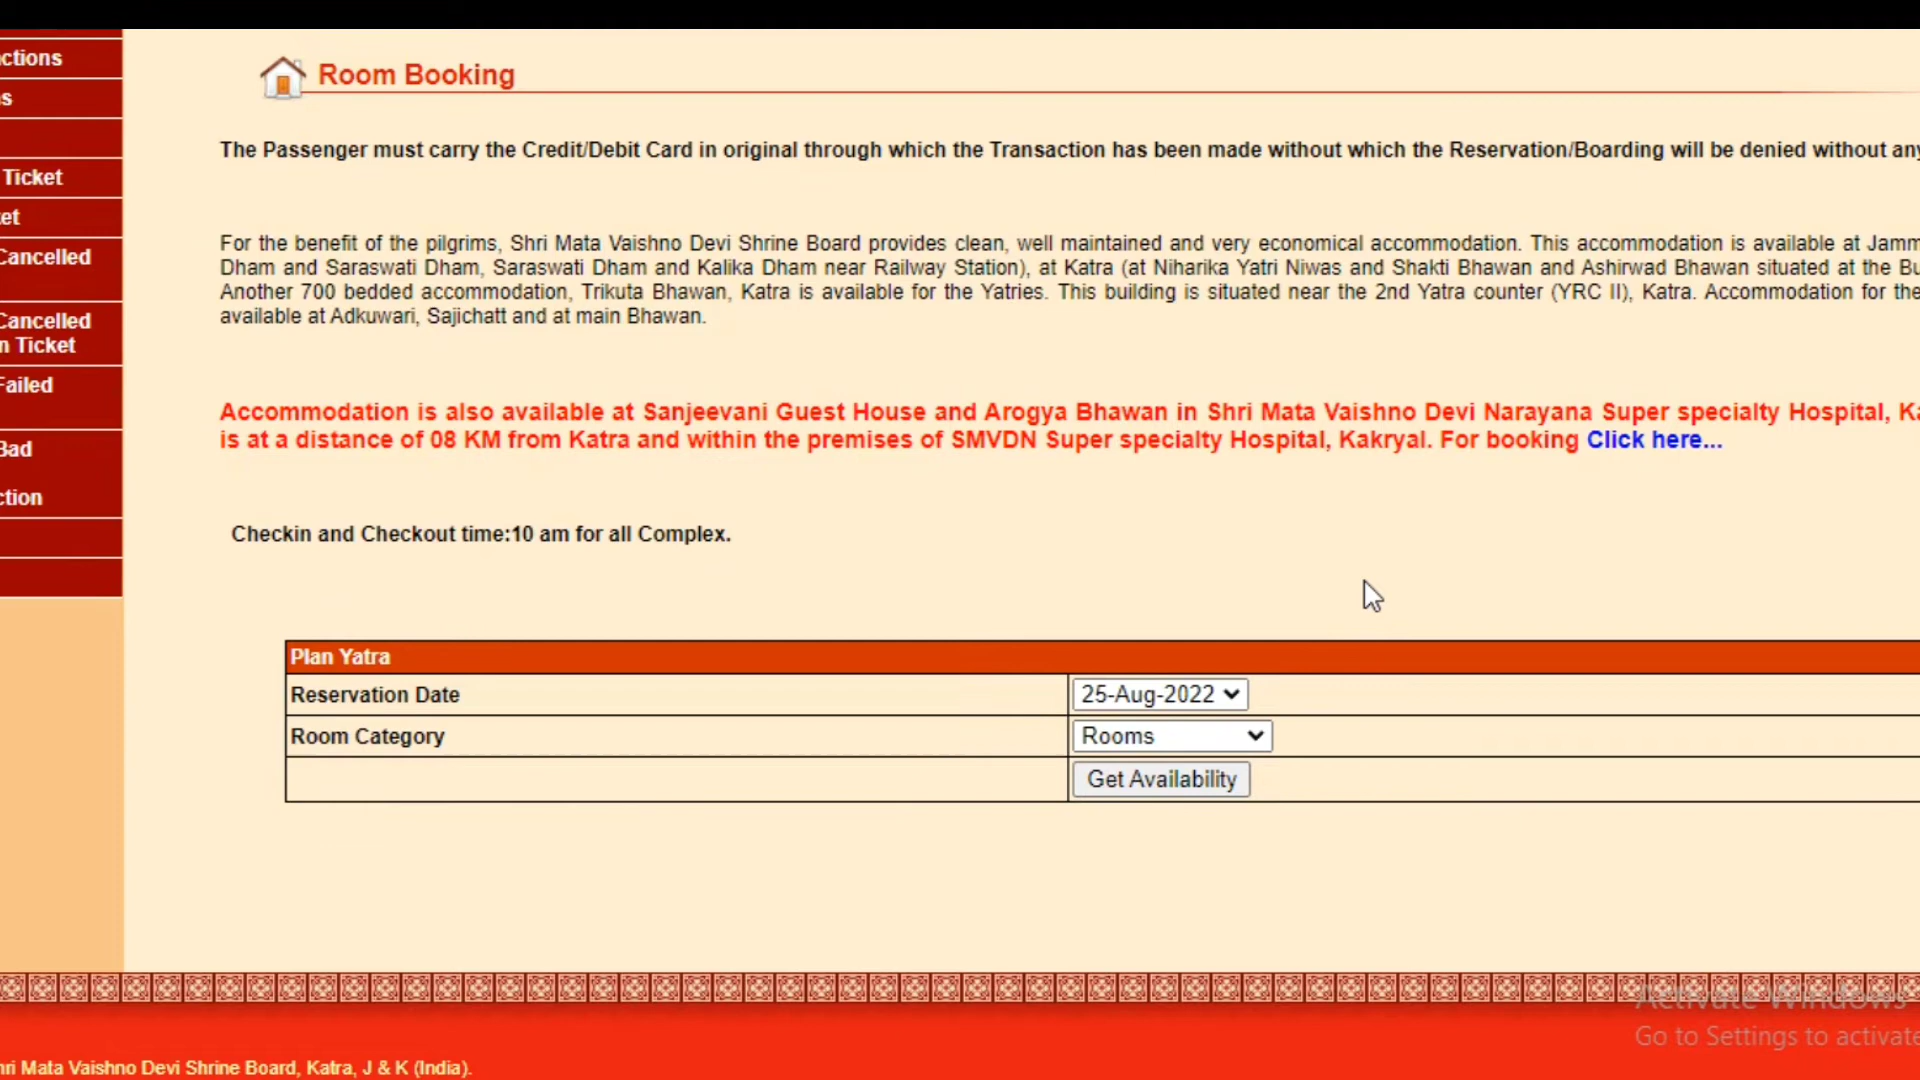 ctions
s
Ticket
et
Cancelled
Cancelled
n Ticket
Failed
Bad
ction
Room Booking
The Passenger must carry the Credit/Debit Card in original through which the Transaction has been made without which the Reservation/Boarding will be denied without any
For the benefit of the pilgrims, Shri Mata Vaishno Devi Shrine Board provides clean, well maintained and very economical accommodation. This accommodation is available at Jamm
Dham and Saraswati Dham, Saraswati Dham and Kalika Dham near Railway Station), at Katra (at Niharika Yatri Niwas and Shakti Bhawan and Ashirwad Bhawan situated at the Bu
Another 700 bedded accommodation, Trikuta Bhawan, Katra is available for the Yatries. This building is situated near the 2nd Yatra counter (YRC II), Katra. Accommodation for the
available at Adkuwari, Sajichatt and at main Bhawan.
Accommodation is also available at Sanjeevani Guest House and Arogya Bhawan in Shri Mata Vaishno Devi Narayana Super specialty Hospital, Ka
is at a distance of 08 KM from Katra and within the premises of SMVDN Super specialty Hospital, Kakryal. For booking Click here...
Checkin and Checkout time:10 am for all Complex.
Plan Yatra
Reservation Date 25-Aug-2022
Room Category Rooms
Get Availability
Activate Windows
Go to Settings to activate
hri Mata Vaishno Devi Shrine Board, Katra, J & K (India).